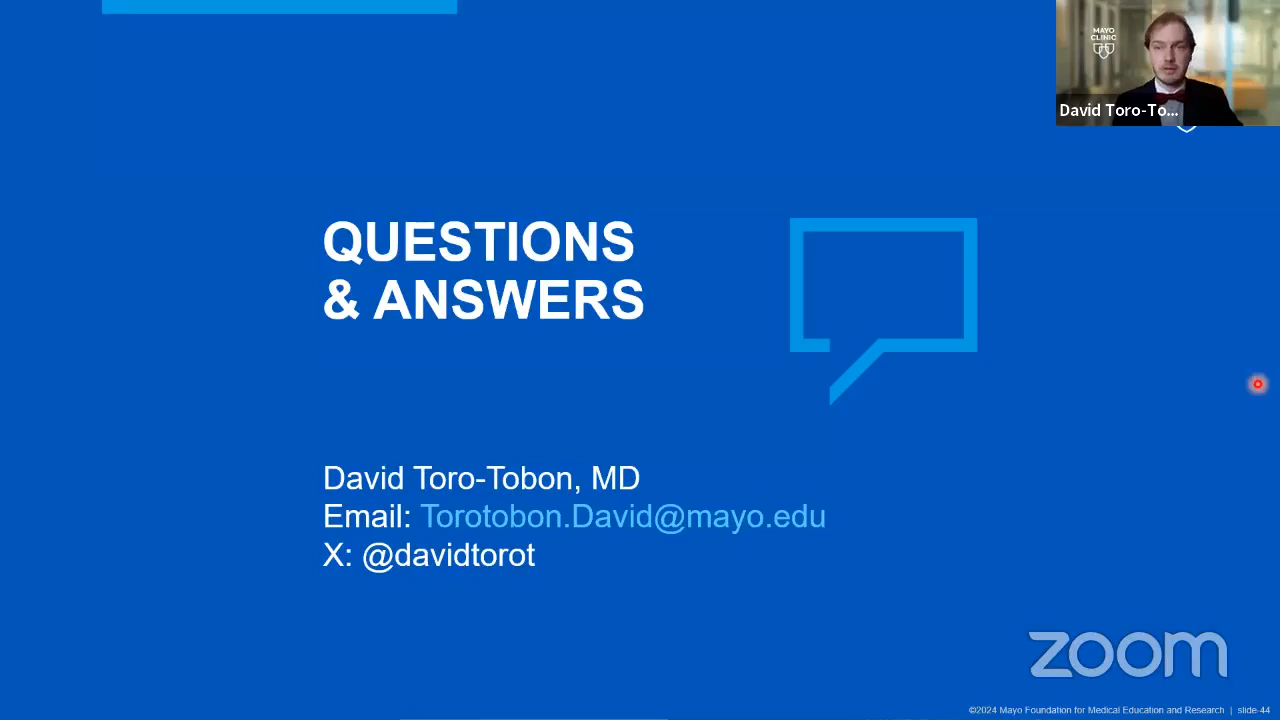 MAYO
CLINIC
David Toro-To...
QUESTIONS
& ANSWERS
David Toro-Tobon, MD
Email: Torotobon.David@mayo.edu
X: @davidtorot
zoom
©2024 Mayo Foundation for Medical Education and Research | slide-44